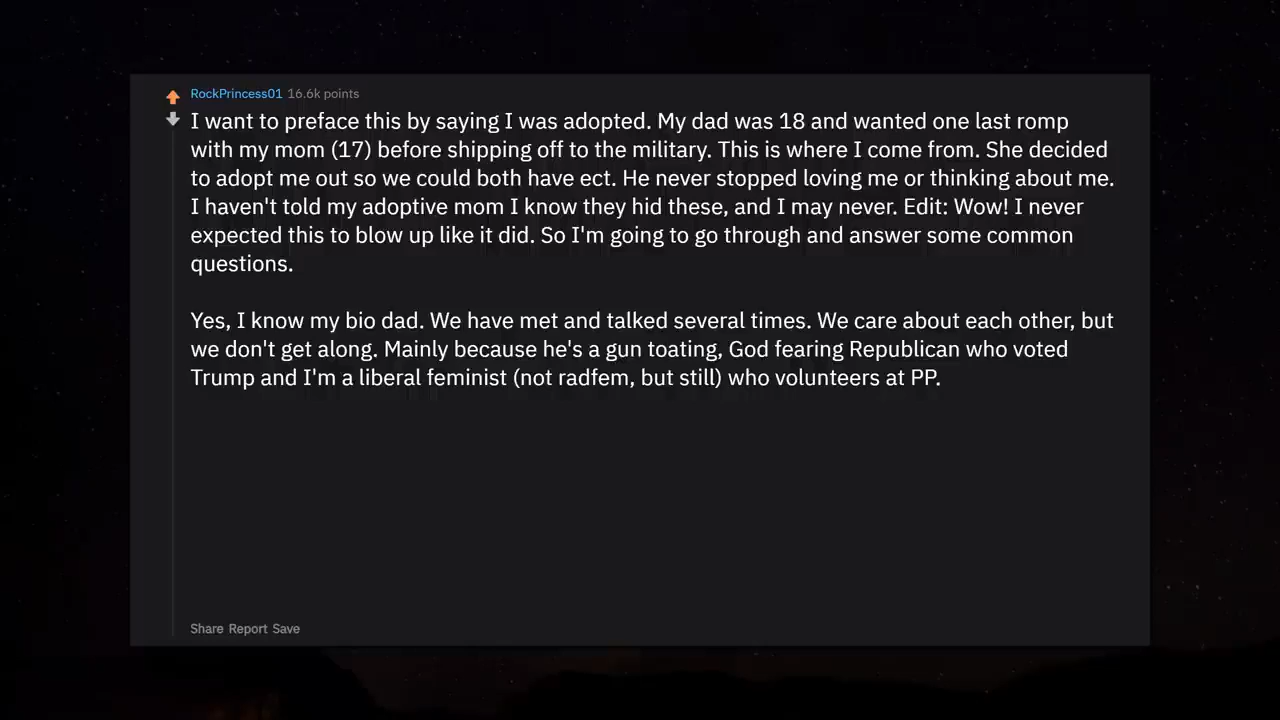 RockPrincess01 16.6k points
I want to preface this by saying I was adopted. My dad was 18 and wanted one last romp
with my mom (17) before shipping off to the military. This is where I come from. She decided
to adopt me out so we could both have ect. He never stopped loving me or thinking about me.
I haven't told my adoptive mom I know they hid these, and I may never. Edit: Wow! I never
expected this to blow up like it did. So I'm going to go through and answer some common
questions.
Yes, I know my bio dad. We have met and talked several times. We care about each other, but
we don't get along. Mainly because he's a gun toating, God fearing Republican who voted
Trump and I'm a liberal feminist (not radfem, but still) who volunteers at PP.
Share Report Save